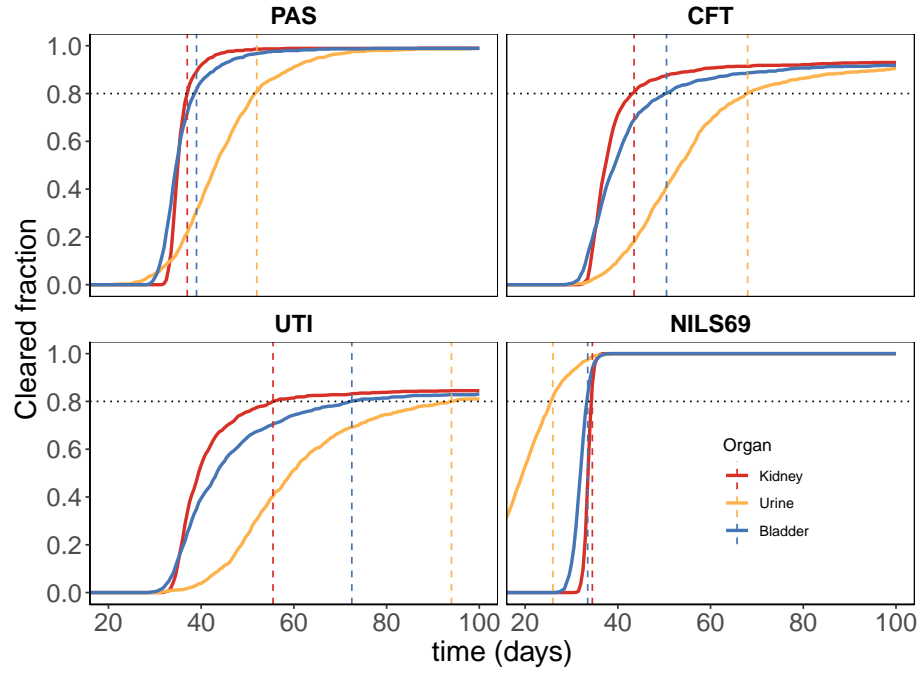 PAS
CFT
1.0
0.8
0.6
0.4
0.2
0.0
UTI
NILS69
1.0
0.8
0.6
0.4
0.2
0.0
Cleared fraction
Organ
Kidney
Urine
Bladder
20 40 60 80 100
20 40 60 80 100
time (days)